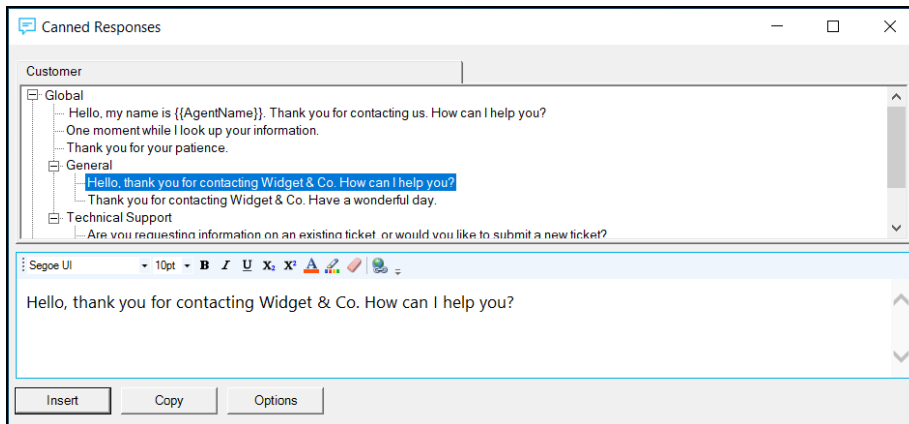 Canned Responses
Customer
Global
Hello, my name is {{AgentName}}. Thank you for contacting us. How can I help you?
One moment while I look up your information.
Thank you for your patience.
General
Hello, thank you for contacting Widget & Co. How can I help you?
Thank you for contacting Widget & Co. Have a wonderful day.
Technical Support
Are you requesting information on an existing ticket, or would you like to submit a new ticket?
Segoe UI 10pt B I U X₂ X² A
Hello, thank you for contacting Widget & Co. How can I help you?
Insert Copy Options